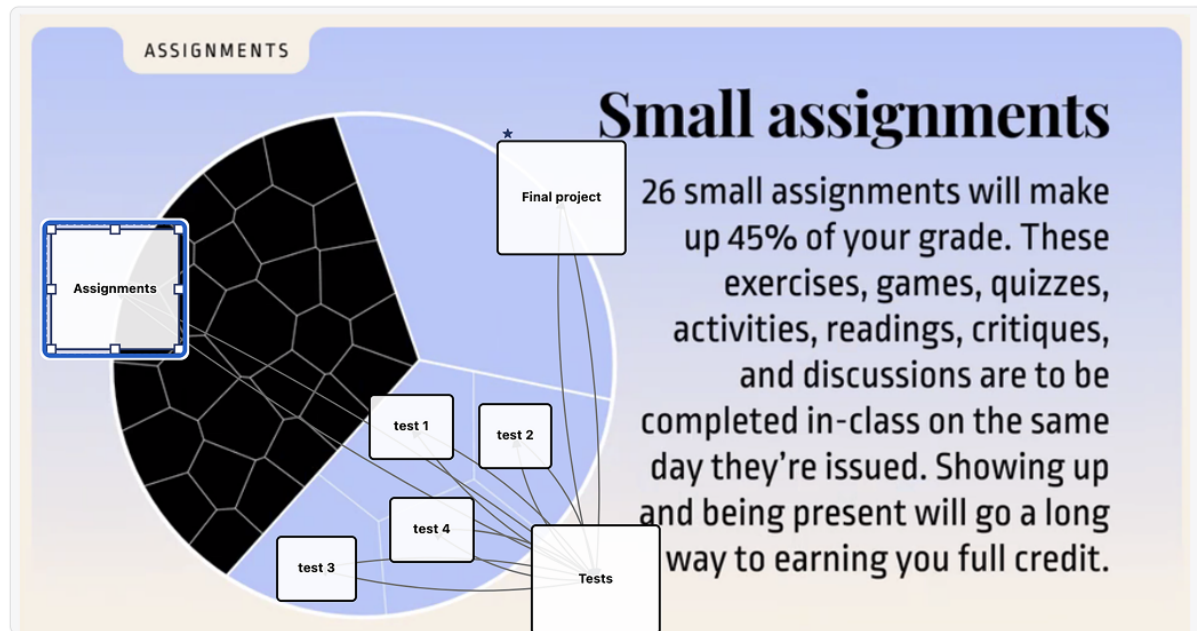 ASSIGNMENTS
Small assignments
26 small assignments will make
up 45% of your grade. These
exercises, games, quizzes,
activities, readings, critiques,
and discussions are to be
completed in-class on the same
day they’re issued. Showing up
and being present will go a long
way to earning you full credit.
Final project
Assignments
test 1
test 2
test 4
test 3
Tests